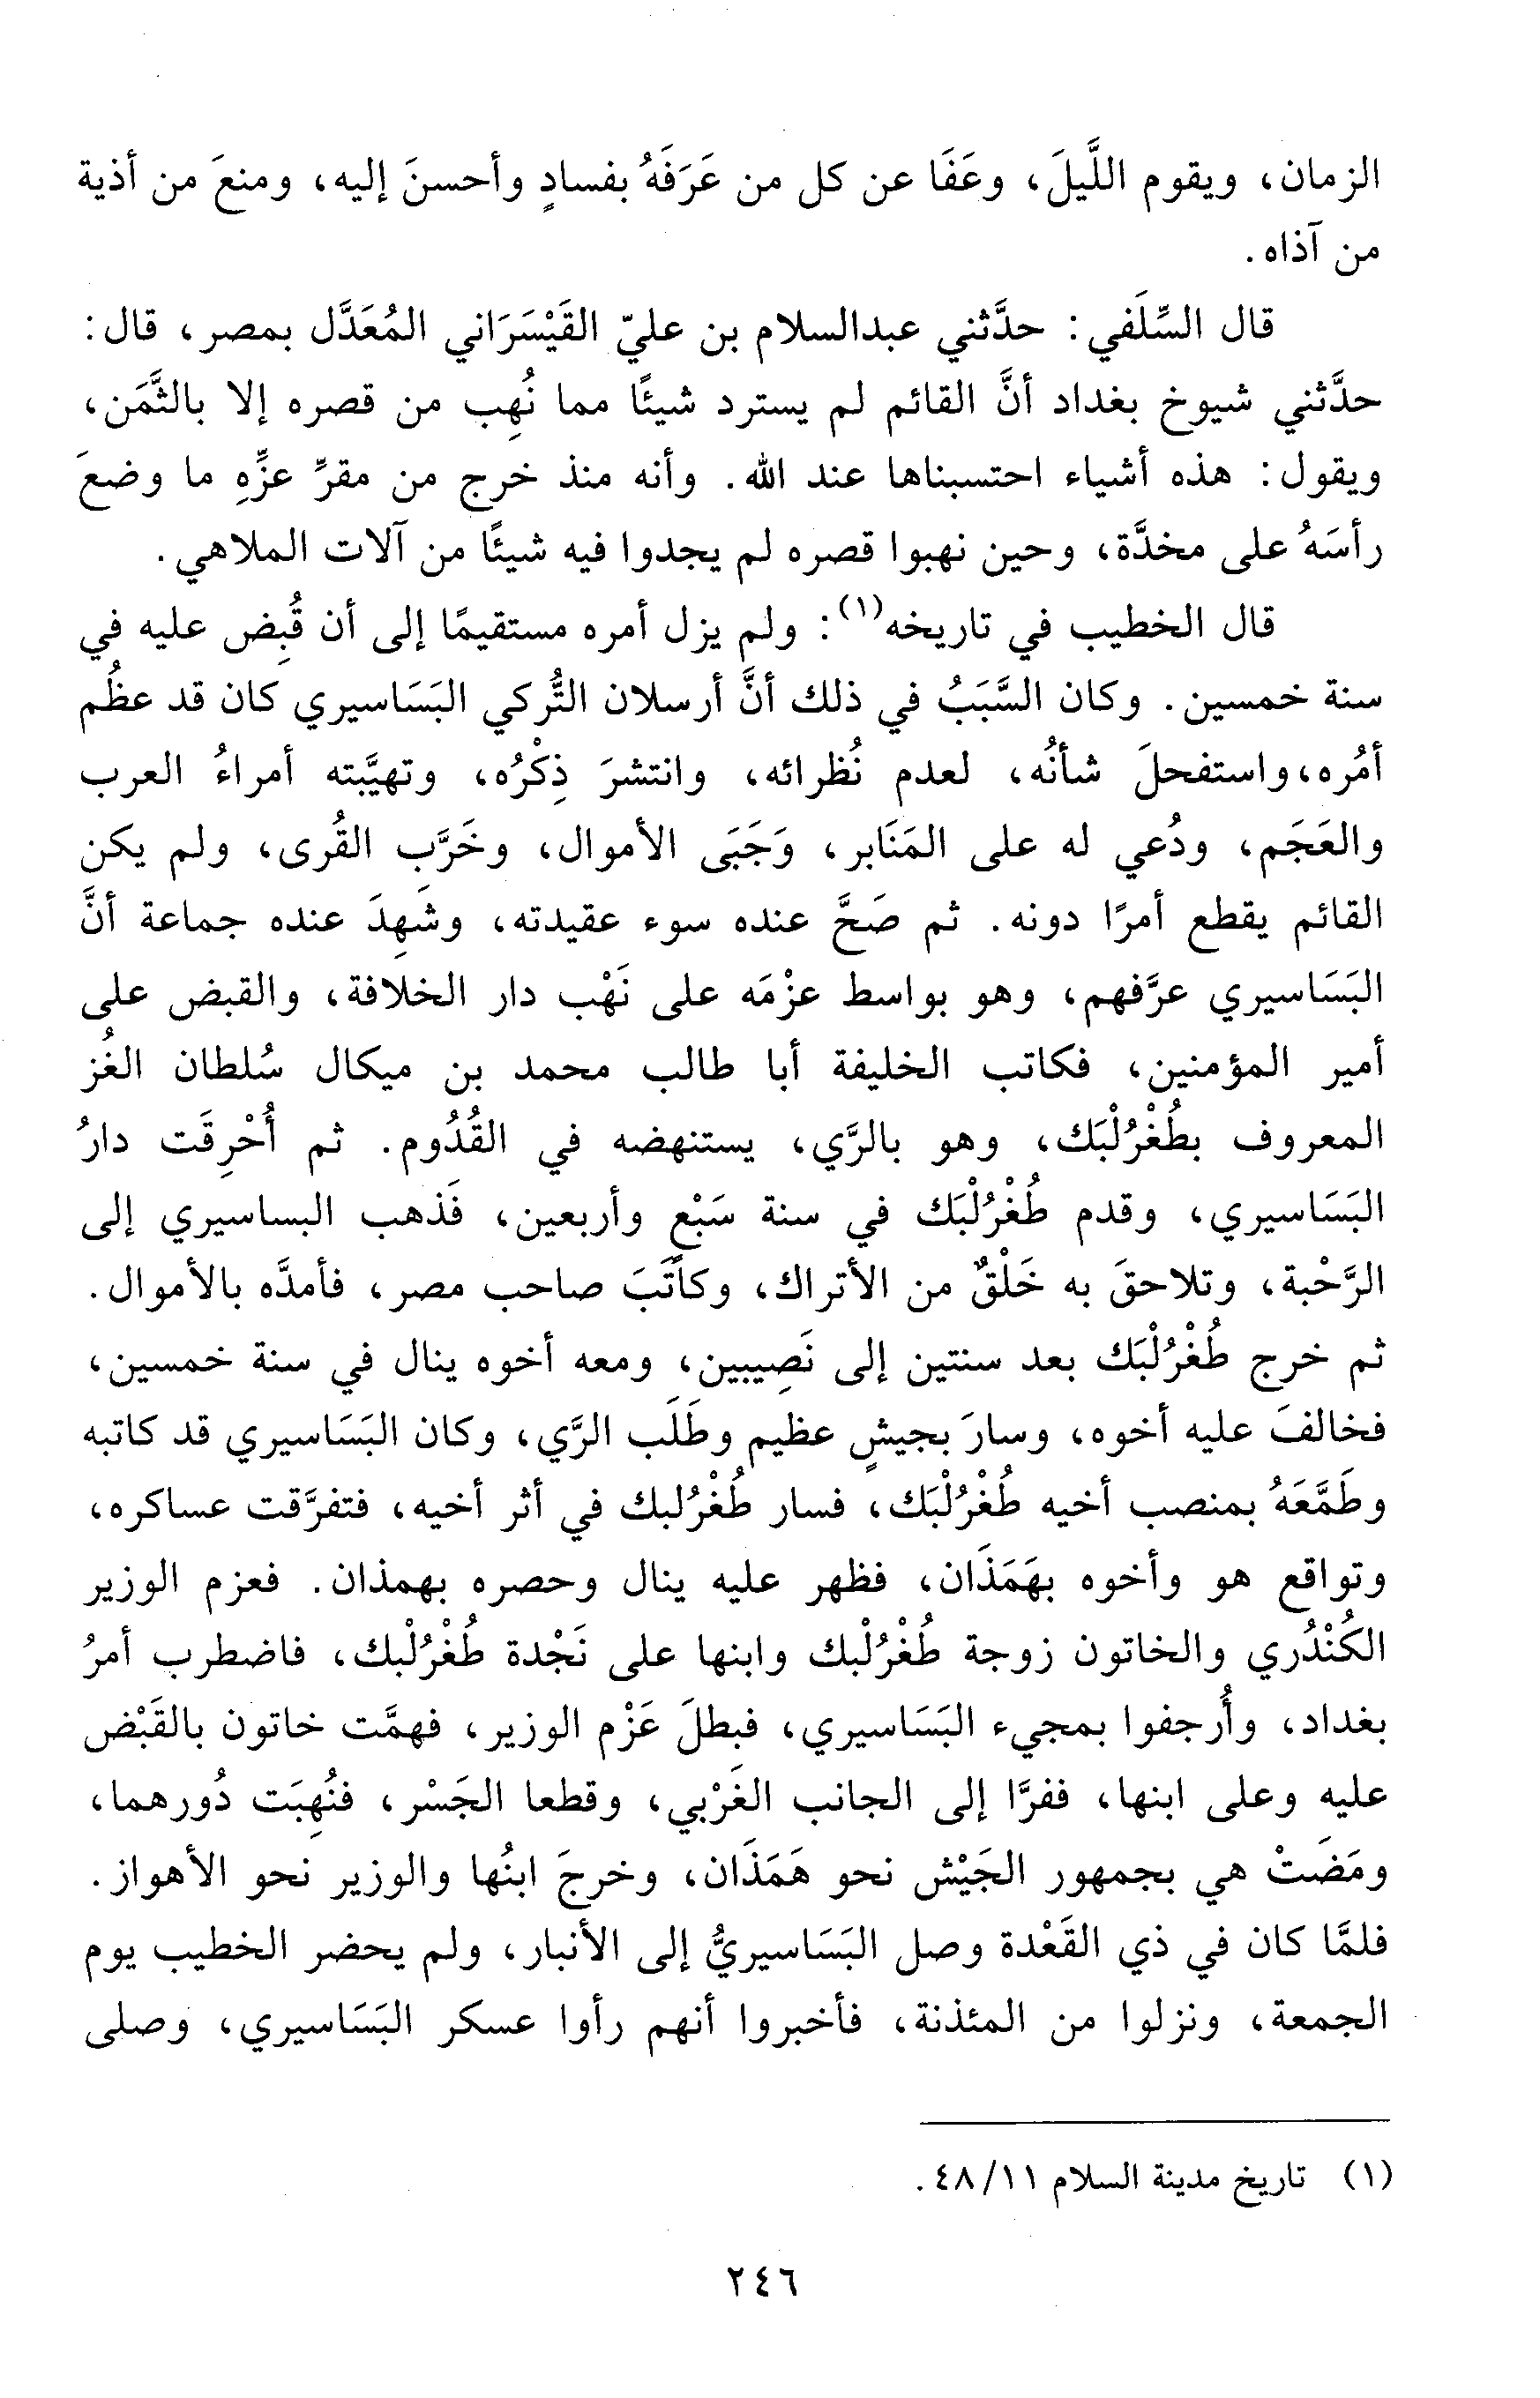 الزمان، ويقوم اللَّيلَ، وعَفَا عن كل من عَرَفَهُ بفسادٍ وأحسنَ إليه، ومنعَ من أذية
من آذاه.
قال السِّلَفي: حدَّثني عبدالسلام بن عليّ القَيْسَرَاني المُعَدَّل بمصر، قال:
حدَّثني شيوخ بغداد أنَّ القائم لم يسترد شيئًا مما نُهِب من قصره إلا بالثَّمَن،
ويقول: هذه أشياء احتسبناها عند الله. وأنه منذ خرج من مقرِّ عزِّهِ ما وضعَ
رأسَهُ على مخدَّة، وحين نهبوا قصره لم يجدوا فيه شيئًا من آلات الملاهي.
قال الخطيب في تاريخه(١): ولم يزل أمره مستقيمًا إلى أن قُبِض عليه في
سنة خمسين. وكان السَّبَبُ في ذلك أنَّ أرسلان التُّركي البَسَاسيري كان قد عظُم
أمُره، واستفحلَ شأنُه، لعدم نُظرائه، وانتشرَ ذِكْرُه، وتهيَّبته أمراءُ العرب
والعَجَم، ودُعي له على المَنَابر، وَجَبَى الأموال، وخَرَّب القُرى، ولم يكن
القائم يقطع أمرًا دونه. ثم صَحَّ عنده سوء عقيدته، وشَهِدَ عنده جماعة أنَّ
البَسَاسيري عرَّفهم، وهو بواسط عزْمَه على نَهْب دار الخلافة، والقبض على
أمير المؤمنين، فكاتب الخليفة أبا طالب محمد بن ميكال سُلطان الغُز
المعروف بطُغْرُلْبَك، وهو بالرَّي، يستنهضه في القُدُوم. ثم أُحْرِقَت دارُ
البَسَاسيري، وقدم طُغْرُلْبَك في سنة سَبْع وأربعين، فَذهب البساسيري إلى
الرَّحْبة، وتلاحقَ به خَلْقٌ من الأتراك، وكاتَبَ صاحب مصر، فأمدَّه بالأموال.
ثم خرج طُغْرُلْبَك بعد سنتين إلى نَصِيبين، ومعه أخوه ينال في سنة خمسين،
فخالفَ عليه أخوه، وسارَ بجيشٍ عظيم وطَلَب الرَّي، وكان البَسَاسيري قد كاتبه
وطَمَّعَهُ بمنصب أخيه طُغْرُلْبَك، فسار طُغْرُلبك في أثر أخيه، فتفرَّقت عساكره،
وتواقع هو وأخوه بهَمَذَان، فظهر عليه ينال وحصره بهمذان. فعزم الوزير
الكُنْدُري والخاتون زوجة طُغْرُلْبك وابنها على نَجْدة طُغْرُلْبك، فاضطرب أمرُ
بغداد، وأُرجفوا بمجيء البَسَاسيري، فبطلَ عَزْم الوزير، فهمَّت خاتون بالقَبْض
عليه وعلى ابنها، ففرَّا إلى الجانب الغَرْبي، وقطعا الجَسْر، فنُهِبَت دُورهما،
ومَضَتْ هي بجمهور الجَيْش نحو هَمَذَان، وخرجَ ابنُها والوزير نحو الأهواز.
فلمَّا كان في ذي القَعْدة وصل البَسَاسيريُّ إلى الأنبار، ولم يحضر الخطيب يوم
الجمعة، ونزلوا من المئذنة، فأخبروا أنهم رأوا عسكر البَسَاسيري، وصلى
(١) تاريخ مدينة السلام ٤٨/١١.
٢٤٦